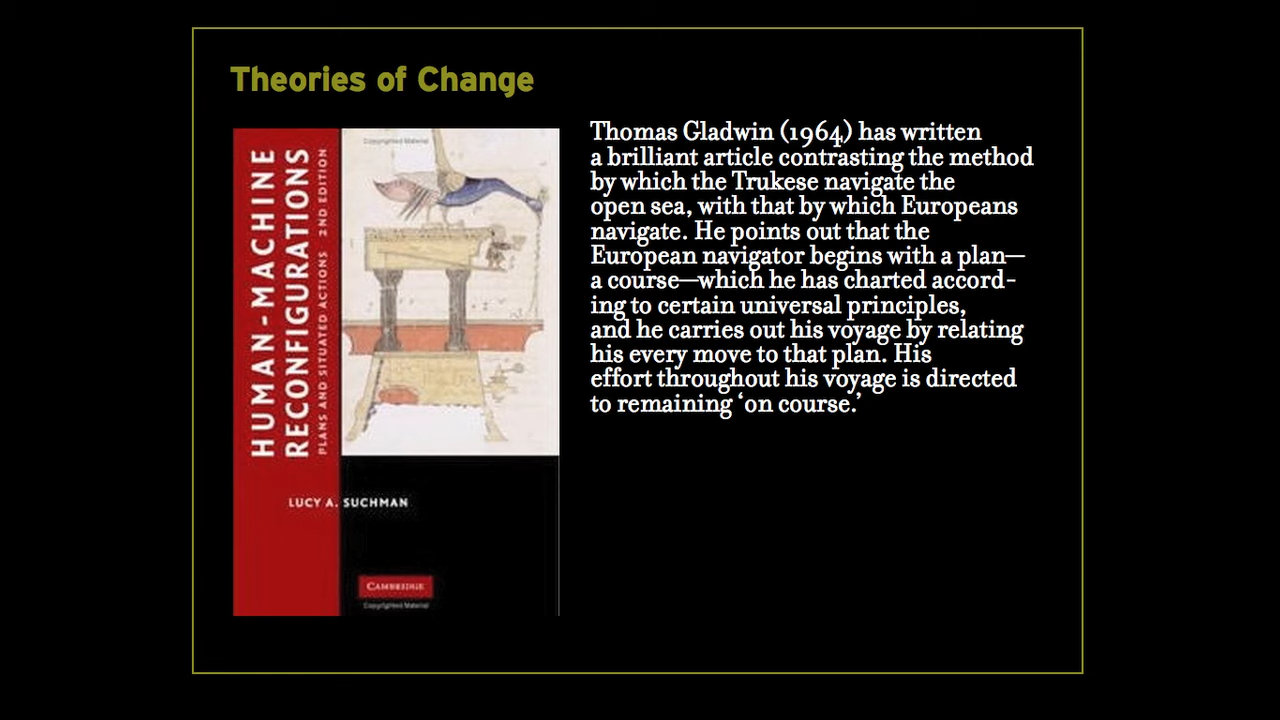 Theories of Change
Copyrighted Material
HUMAN-MACHINE
RECONFIGURATIONS
PLANS AND SITUATED ACTIONS 2ND EDITION
LUCY A. SUCHMAN
CAMBRIDGE
Copyrighted Material
Thomas Gladwin (1964) has written
a brilliant article contrasting the method
by which the Trukese navigate the
open sea, with that by which Europeans
navigate. He points out that the
European navigator begins with a plan—
a course—which he has charted accord-
ing to certain universal principles,
and he carries out his voyage by relating
his every move to that plan. His
effort throughout his voyage is directed
to remaining ‘on course.’